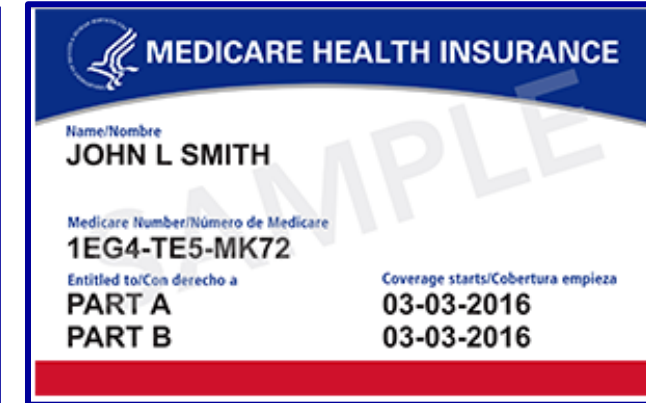 MEDICARE HEALTH INSURANCE
Name/Nombre
JOHN L SMITH
Medicare Number/Número de Medicare
1EG4-TE5-MK72
Entitled to/Con derecho a Coverage starts/Cobertura empieza
PART A 03-03-2016
PART B 03-03-2016
SAMPLE